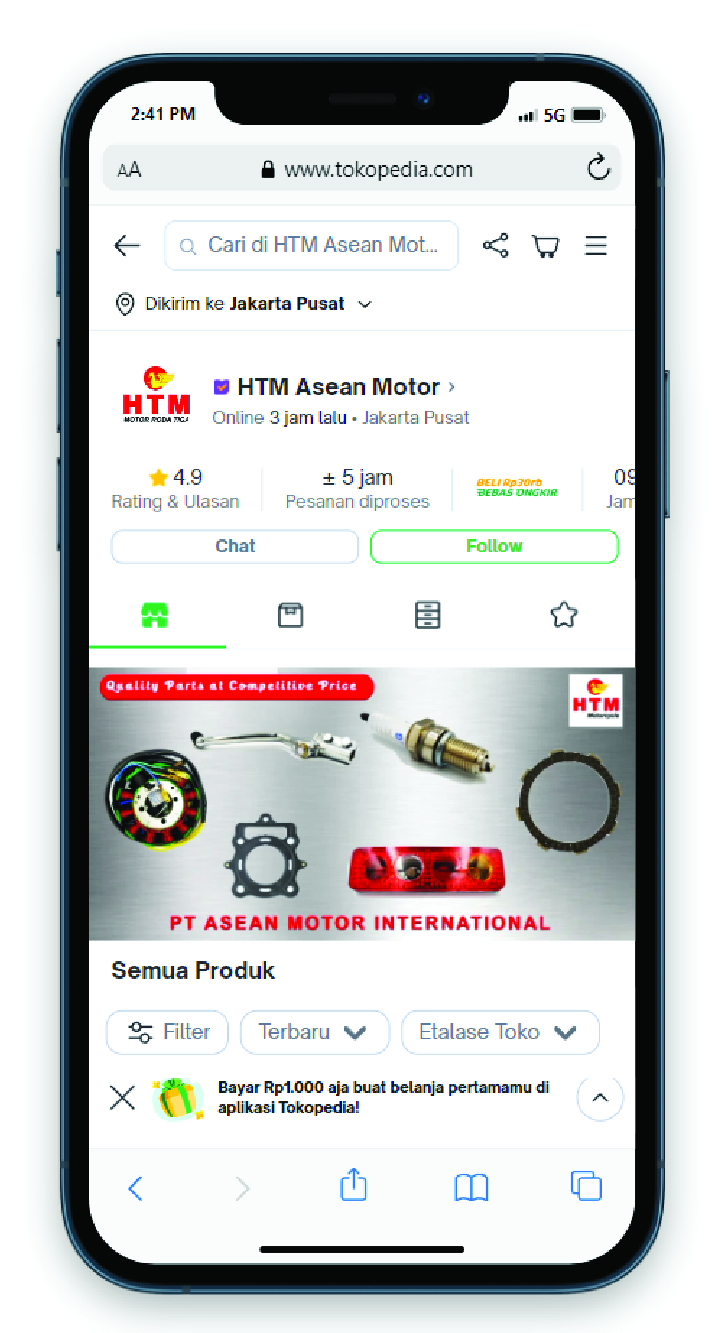 2:41 PM
5G
AA
www.tokopedia.com
Cari di HTM Asean Mot...
Dikirim ke Jakarta Pusat
HTM
MOTOR RODA TIGA
HTM Asean Motor
Online 3 jam lalu • Jakarta Pusat
4.9
± 5 jam
BELI Rp30rb
BEBAS ONGKIR
09
Rating & Ulasan
Pesanan diproses
Jam
Chat
Follow
Quality Parts at Competitive Price
HTM
Motorcycle
PT ASEAN MOTOR INTERNATIONAL
Semua Produk
Filter
Terbaru
Etalase Toko
Bayar Rp1.000 aja buat belanja pertamamu di
aplikasi Tokopedia!